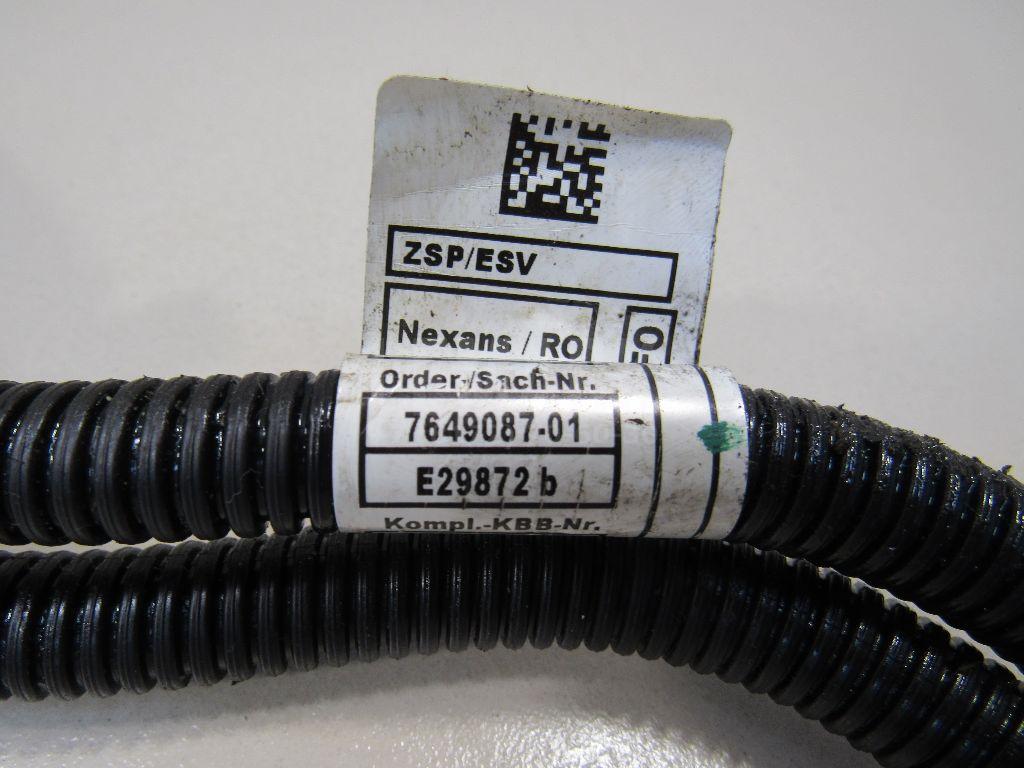 ZSP/ESV
Nexans / RO
Order-/Sach-Nr.
7649087-01
E29872 b
Kompl.-KBB-Nr.